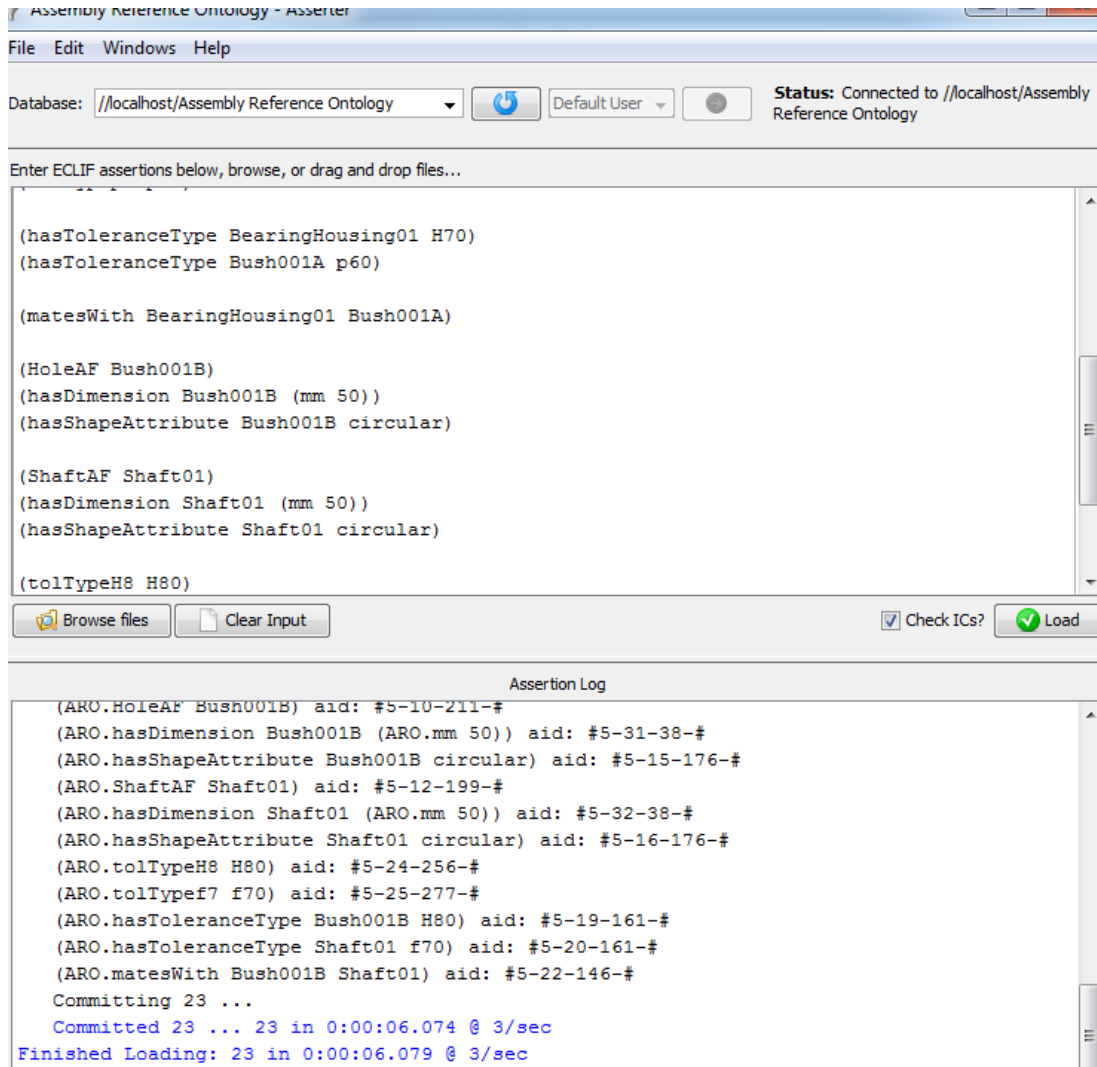 Assembly Reference Ontology - Asserter
File Edit Windows Help
Database: //localhost/Assembly Reference Ontology Default User Status: Connected to //localhost/Assembly
Reference Ontology
Enter ECLIF assertions below, browse, or drag and drop files...
(hasToleranceType BearingHousing01 H70)
(hasToleranceType Bush001A p60)
(matesWith BearingHousing01 Bush001A)
(HoleAF Bush001B)
(hasDimension Bush001B (mm 50))
(hasShapeAttribute Bush001B circular)
(ShaftAF Shaft01)
(hasDimension Shaft01 (mm 50))
(hasShapeAttribute Shaft01 circular)
(tolTypeH8 H80)
Browse files Clear Input Check ICs? Load
Assertion Log
(ARO.HoleAF Bush001B) aid: #5-10-211-#
(ARO.hasDimension Bush001B (ARO.mm 50)) aid: #5-31-38-#
(ARO.hasShapeAttribute Bush001B circular) aid: #5-15-176-#
(ARO.ShaftAF Shaft01) aid: #5-12-199-#
(ARO.hasDimension Shaft01 (ARO.mm 50)) aid: #5-32-38-#
(ARO.hasShapeAttribute Shaft01 circular) aid: #5-16-176-#
(ARO.tolTypeH8 H80) aid: #5-24-256-#
(ARO.tolTypef7 f70) aid: #5-25-277-#
(ARO.hasToleranceType Bush001B H80) aid: #5-19-161-#
(ARO.hasToleranceType Shaft01 f70) aid: #5-20-161-#
(ARO.matesWith Bush001B Shaft01) aid: #5-22-146-#
Committing 23 ...
Committed 23 ... 23 in 0:00:06.074 @ 3/sec
Finished Loading: 23 in 0:00:06.079 @ 3/sec